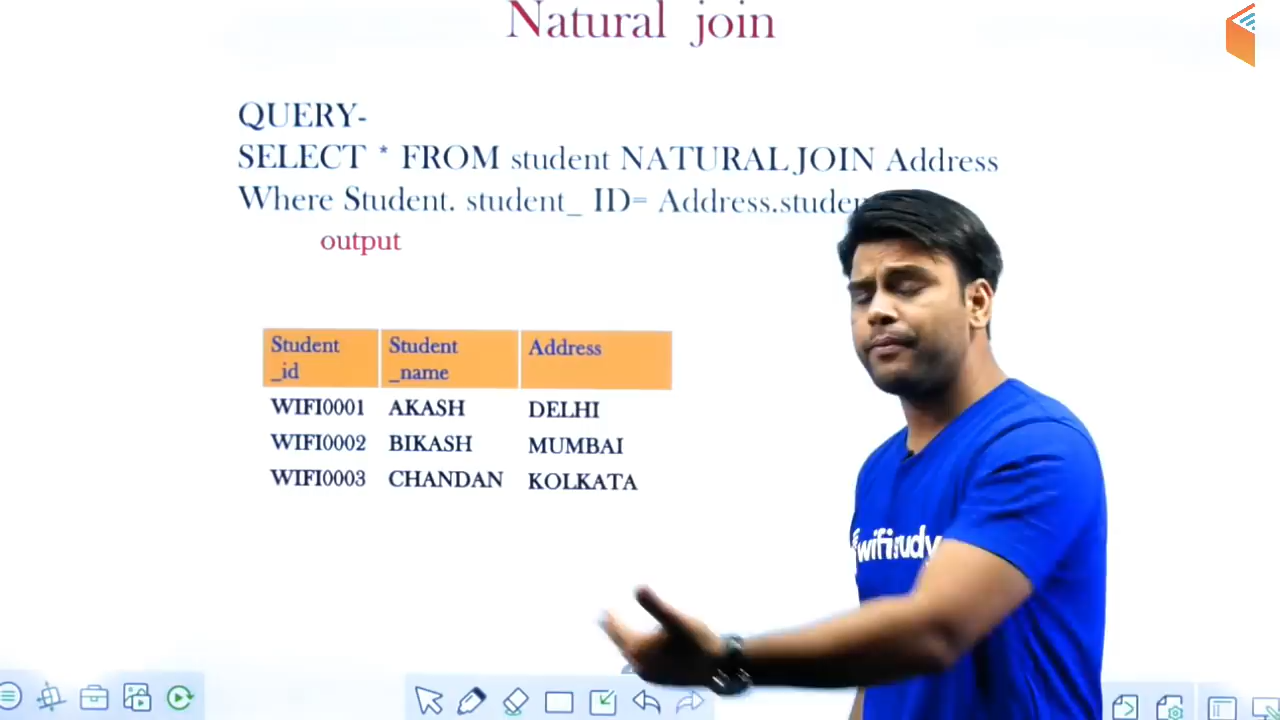 Natural join
QUERY-
SELECT * FROM student NATURAL JOIN Address
Where Student. student_ ID= Address.
output
Student Student Address
_id _name
WIFI0001 AKASH DELHI
WIFI0002 BIKASH MUMBAI
WIFI0003 CHANDAN KOLKATA